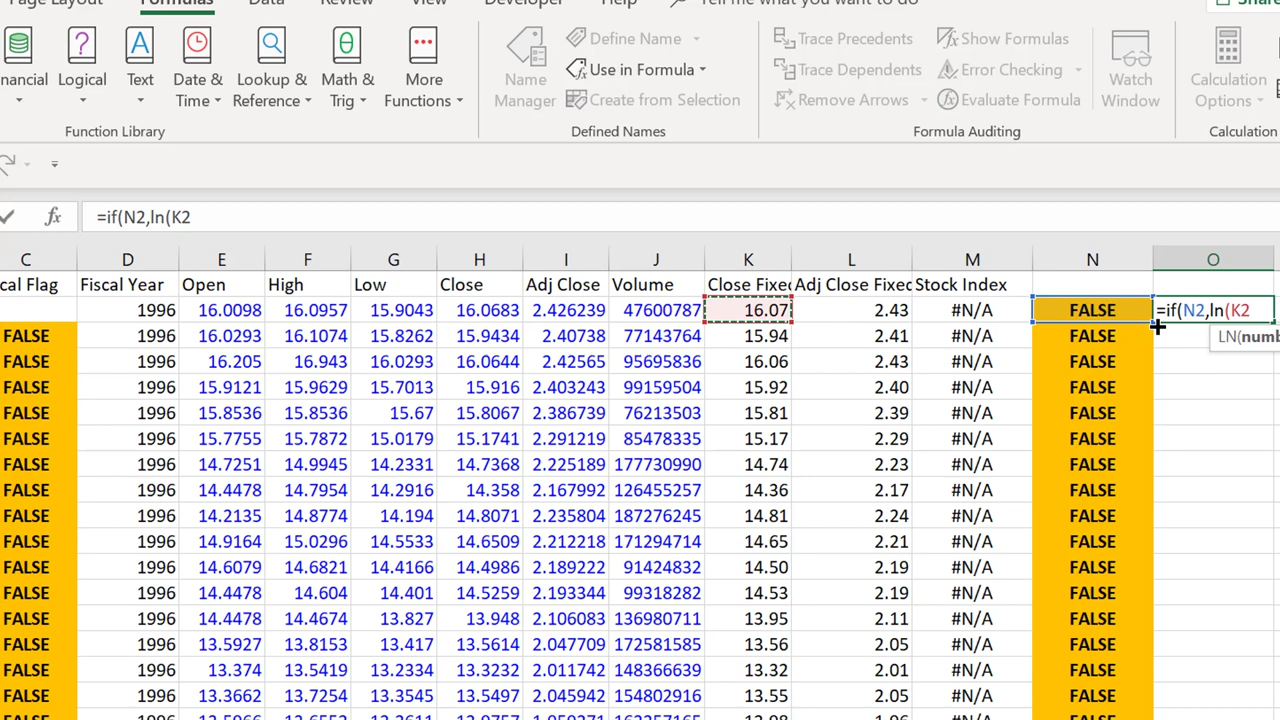 Page Layout Formulas Data Review View Developer Help Tell me what you want to do Share
nancial Logical Text Date & Time Lookup & Reference Math & Trig More Functions
Name Manager Define Name Use in Formula Create from Selection
Trace Precedents Trace Dependents Remove Arrows Show Formulas Error Checking Evaluate Formula
Watch Window Calculation Options
Function Library Defined Names Formula Auditing Calculation
fx =if(N2,ln(K2
C D E F G H I J K L M N O
cal Flag Fiscal Year Open High Low Close Adj Close Volume Close Fixed Adj Close Fixed Stock Index
1996 16.0098 16.0957 15.9043 16.0683 2.426239 47600787 16.07 2.43 #N/A FALSE =if(N2,ln(K2
FALSE 1996 16.0293 16.1074 15.8262 15.9434 2.40738 77143764 15.94 2.41 #N/A FALSE LN(numb
FALSE 1996 16.205 16.943 16.0293 16.0644 2.42565 95695836 16.06 2.43 #N/A FALSE
FALSE 1996 15.9121 15.9629 15.7013 15.916 2.403243 99159504 15.92 2.40 #N/A FALSE
FALSE 1996 15.8536 15.8536 15.67 15.8067 2.386739 76213503 15.81 2.39 #N/A FALSE
FALSE 1996 15.7755 15.7872 15.0179 15.1741 2.291219 85478335 15.17 2.29 #N/A FALSE
FALSE 1996 14.7251 14.9945 14.2331 14.7368 2.225189 177730990 14.74 2.23 #N/A FALSE
FALSE 1996 14.4478 14.7954 14.2916 14.358 2.167992 126455257 14.36 2.17 #N/A FALSE
FALSE 1996 14.2135 14.8774 14.194 14.8071 2.235804 187276245 14.81 2.24 #N/A FALSE
FALSE 1996 14.9164 15.0296 14.5533 14.6509 2.212218 171294714 14.65 2.21 #N/A FALSE
FALSE 1996 14.6079 14.6821 14.4166 14.4986 2.189222 91424832 14.50 2.19 #N/A FALSE
FALSE 1996 14.4478 14.604 14.401 14.5259 2.193344 99318282 14.53 2.19 #N/A FALSE
FALSE 1996 14.4478 14.4674 13.827 13.948 2.106083 136980711 13.95 2.11 #N/A FALSE
FALSE 1996 13.5927 13.8153 13.417 13.5614 2.047709 172581585 13.56 2.05 #N/A FALSE
FALSE 1996 13.374 13.5419 13.2334 13.3232 2.011742 148366639 13.32 2.01 #N/A FALSE
FALSE 1996 13.3662 13.7254 13.3545 13.5497 2.045942 154802916 13.55 2.05 #N/A FALSE